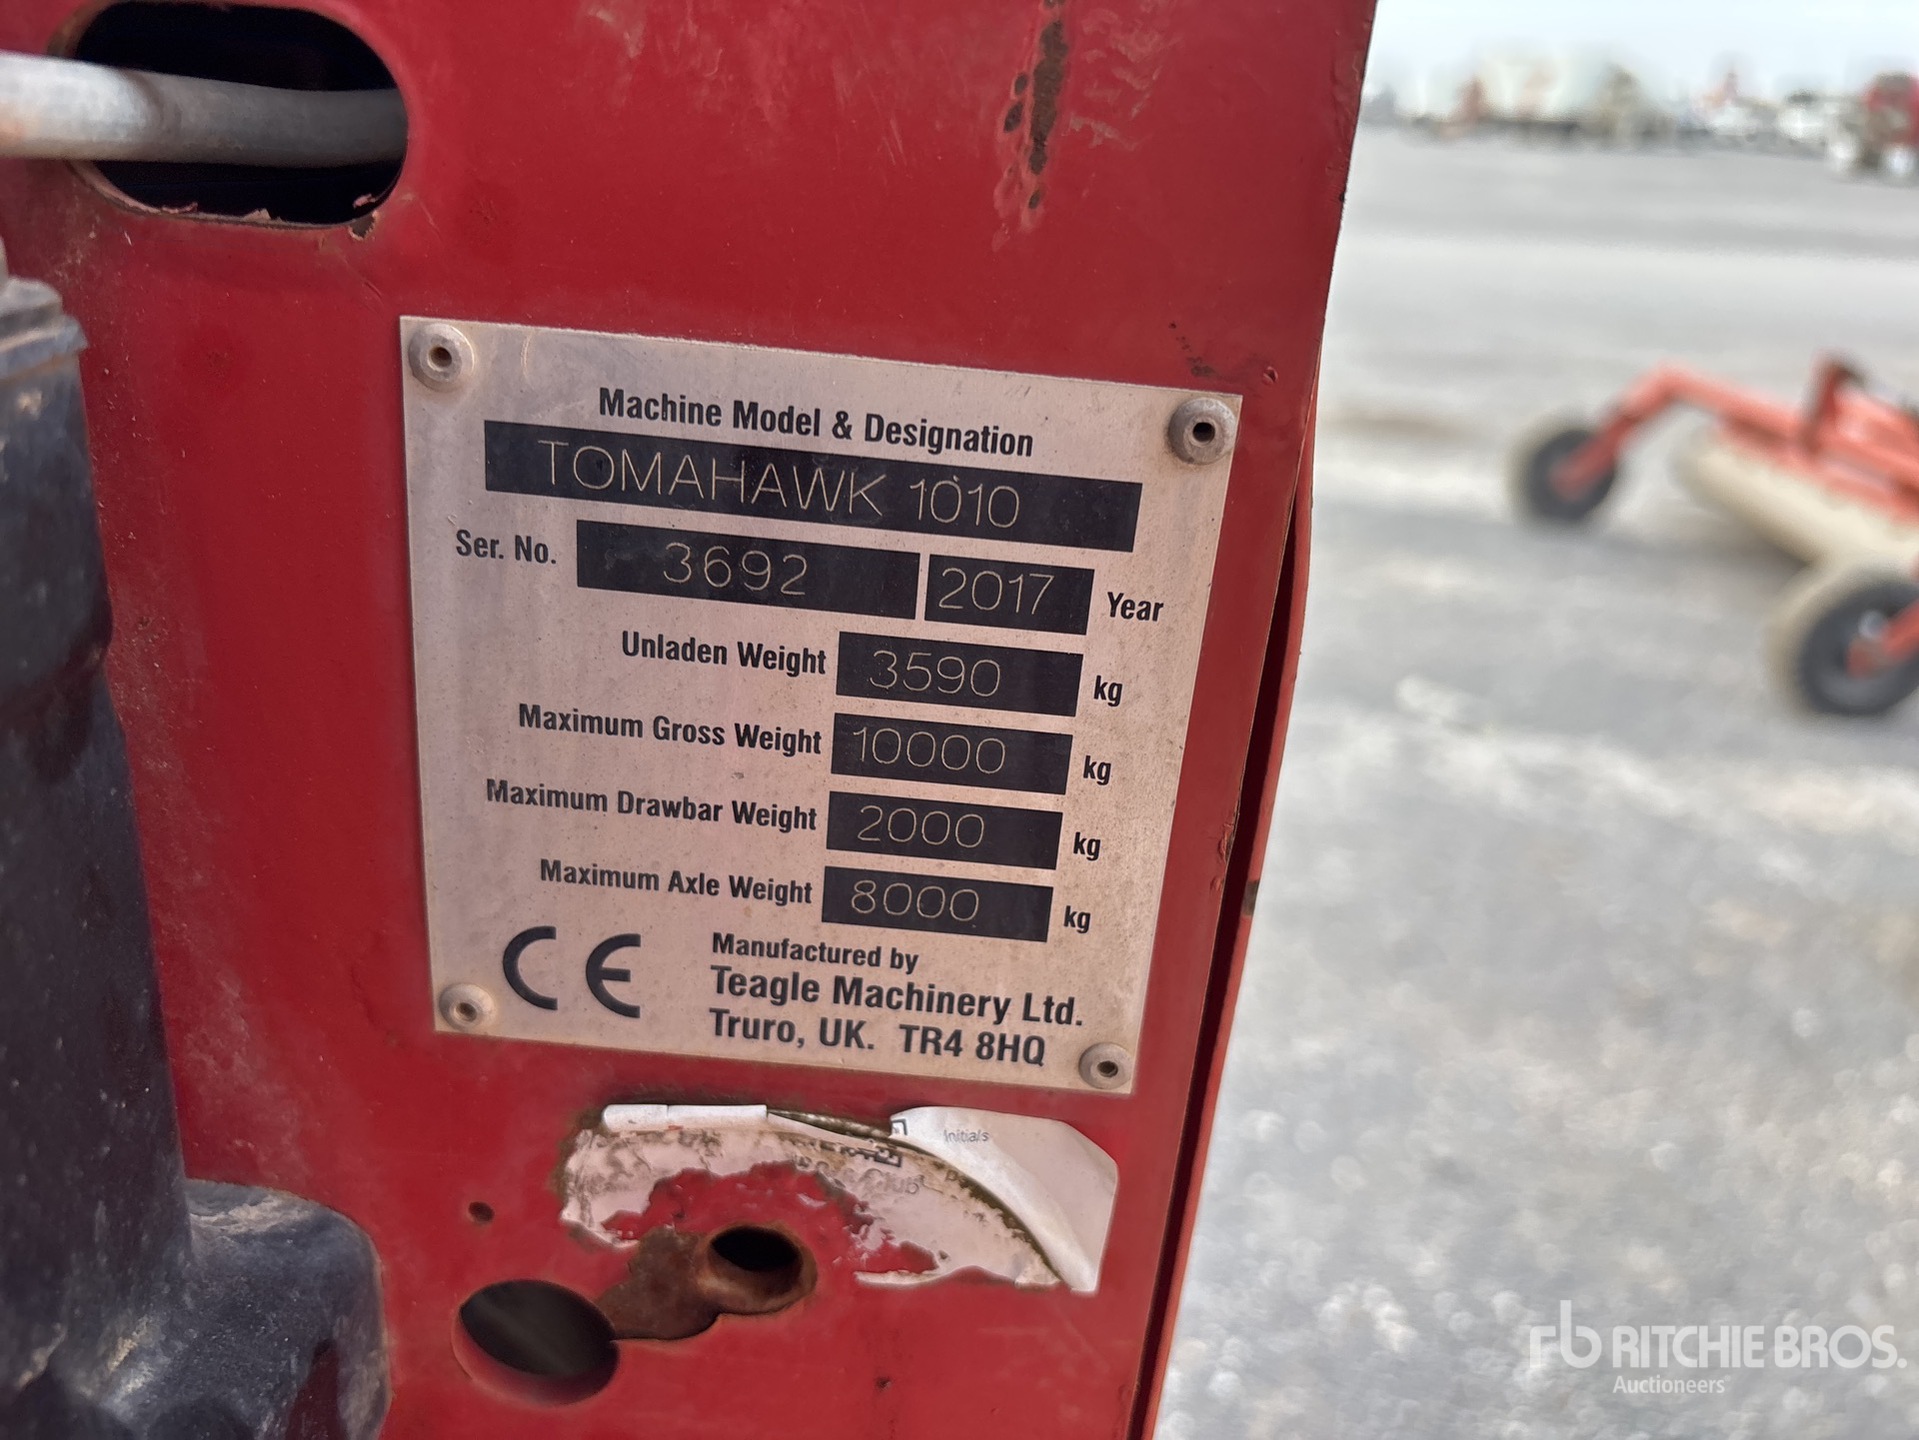 Machine Model & Designation
TOMAHAWK 1010
Ser. No. 3692 2017 Year
Unladen Weight 3590 kg
Maximum Gross Weight 10000 kg
Maximum Drawbar Weight 2000 kg
Maximum Axle Weight 8000 kg
CE
Manufactured by
Teagle Machinery Ltd.
Truro, UK. TR4 8HQ
Initials
rb RITCHIE BROS.
Auctioneers